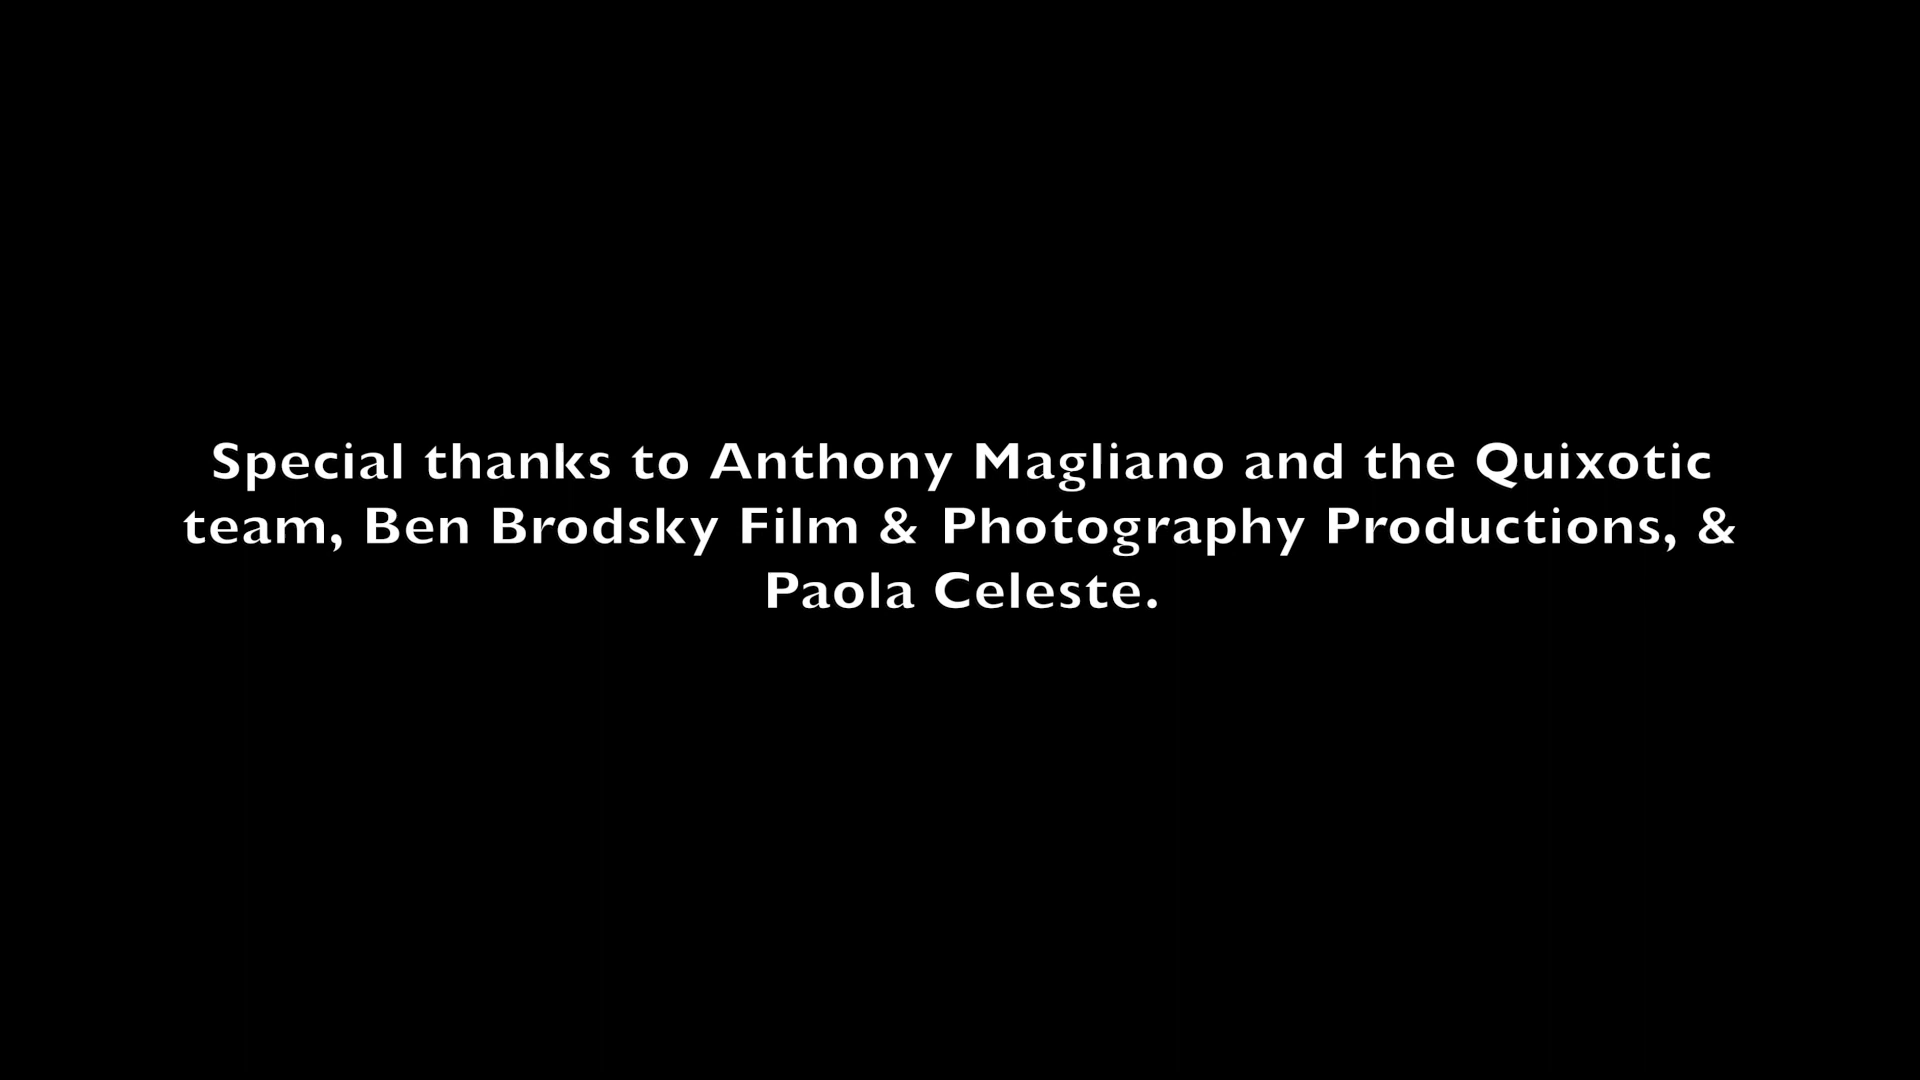 Special thanks to Anthony Magliano and the Quixotic
team, Ben Brodsky Film & Photography Productions, &
Paola Celeste.